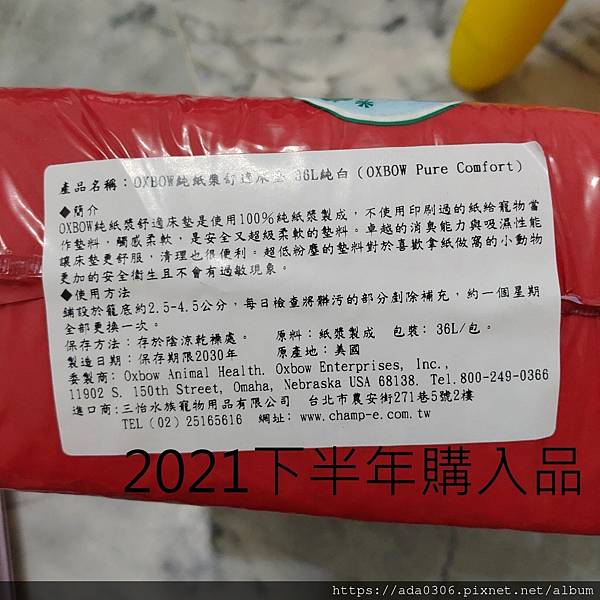 產品名稱：OXBOW純紙漿舒適床墊 36L純白（OXBOW Pure Comfort)
◆簡介
OXBOW純紙漿舒適床墊是使用100%純紙漿製成，不使用印刷過的紙給寵物當
作墊料，觸感柔軟，是安全又超級柔軟的墊料。卓越的消臭能力與吸濕性能
讓床墊更舒服，清理也很便利。超低粉塵的墊料對於喜歡拿紙做窩的小動物
更加的安全衛生且不會有過敏現象。
◆使用方法
鋪設於籠底約2.5-4.5公分，每日檢查將髒污的部分剷除補充，約一個星期
全部更換一次。
保存方法：存於陰涼乾燥處。 原料：紙漿製成 包裝：36L/包。
製造日期：保存期限2030年 原產地：美國
委製商: Oxbow Animal Health. Oxbow Enterprises, Inc.,
11902 S. 150th Street, Omaha, Nebraska USA 68138. Tel.800-249-0366
進口商：三怡水族寵物用品有限公司 台北市農安街271巷5號2樓
TEL（02）25165616 網址：www.champ-e.com.tw
2021下半年購入品
https://ada0306.pixnet.net/album